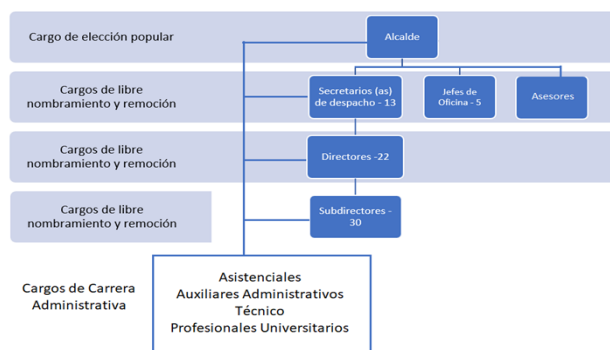 Cargo de elección popular
Alcalde
Cargos de libre
nombramiento y remoción
Secretarios (as)
de despacho - 13
Jefes de
Oficina - 5
Asesores
Cargos de libre
nombramiento y remoción
Directores -22
Cargos de libre
nombramiento y remoción
Subdirectores -
30
Cargos de Carrera
Administrativa
Asistenciales
Auxiliares Administrativos
Técnico
Profesionales Universitarios